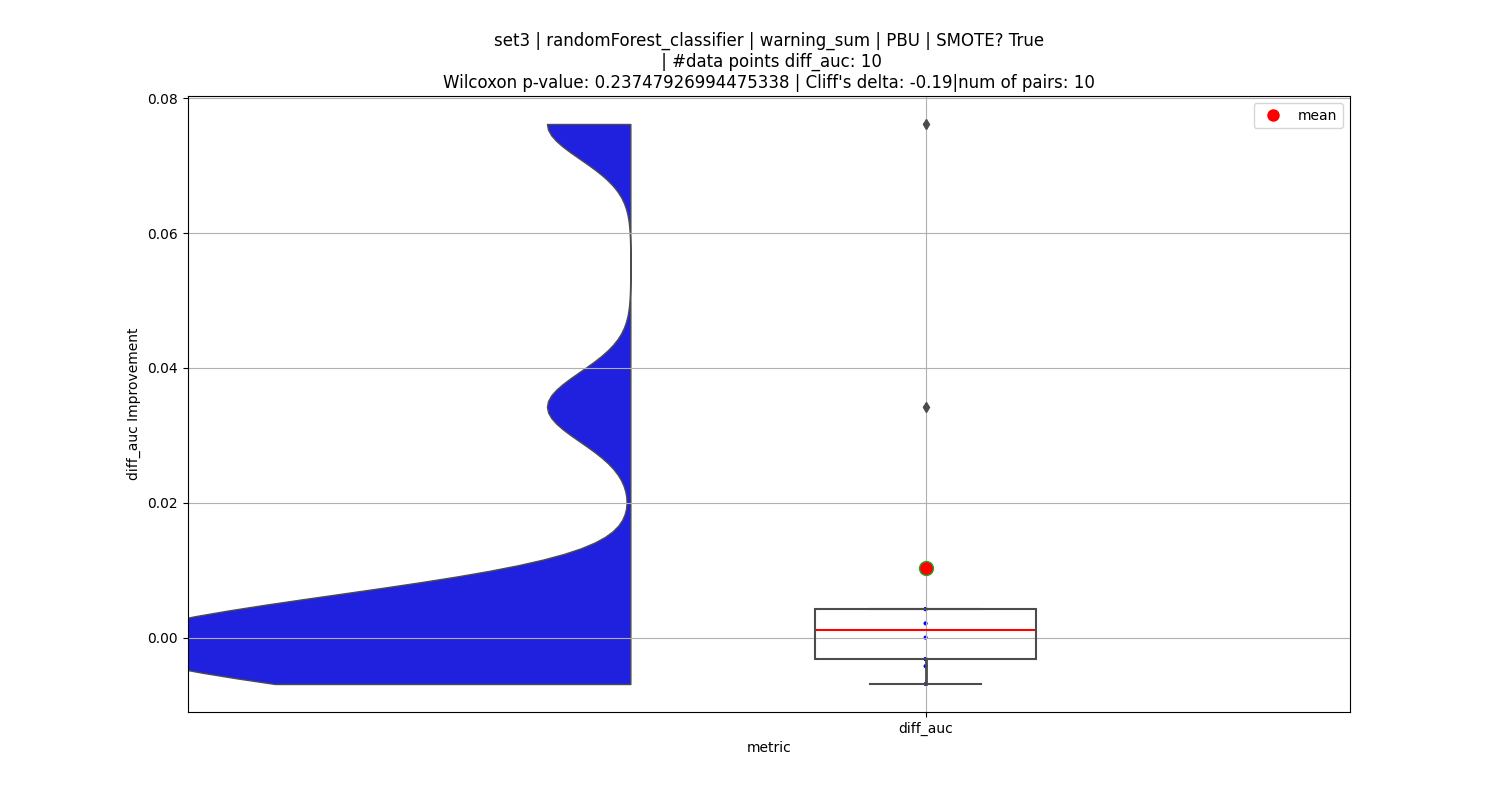 set3 | randomForest_classifier | warning_sum | PBU | SMOTE? True
| #data points diff_auc: 10
Wilcoxon p-value: 0.23747926994475338 | Cliff's delta: -0.19|num of pairs: 10
mean
0.08
0.06
0.04
0.02
0.00
diff_auc Improvement
diff_auc
metric